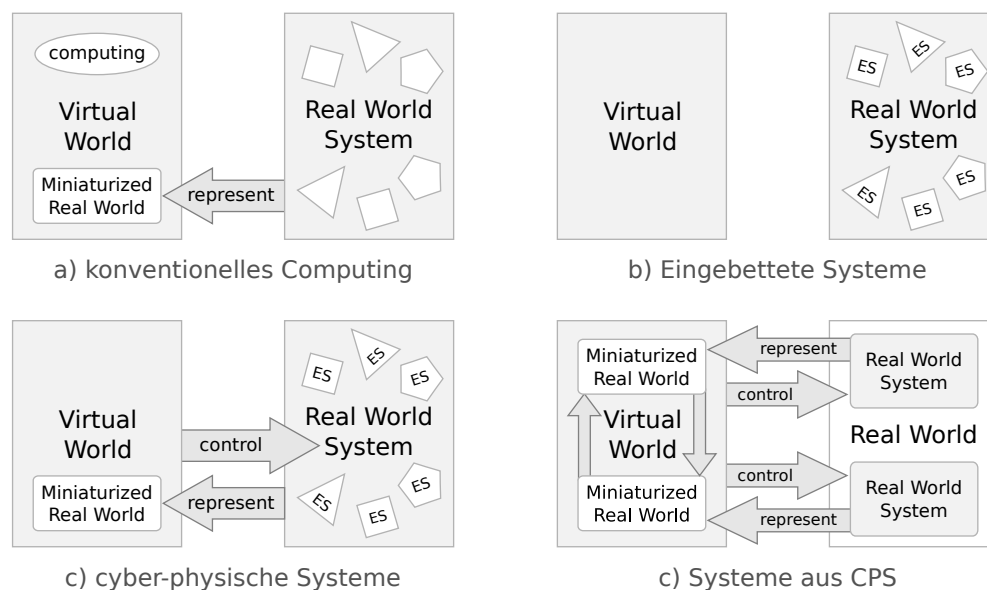 computing
Virtual
World
Miniaturized
Real World
represent
Real World
System
a) konventionelles Computing
Virtual
World
ES
ES
ES
Real World
System
ES
ES
ES
b) Eingebettete Systeme
Virtual
World
Miniaturized
Real World
control
represent
ES
ES
ES
Real World
System
ES
ES
ES
c) cyber-physische Systeme
Miniaturized
Real World
Virtual
World
Miniaturized
Real World
represent
control
control
represent
Real World
System
Real World
Real World
System
c) Systeme aus CPS